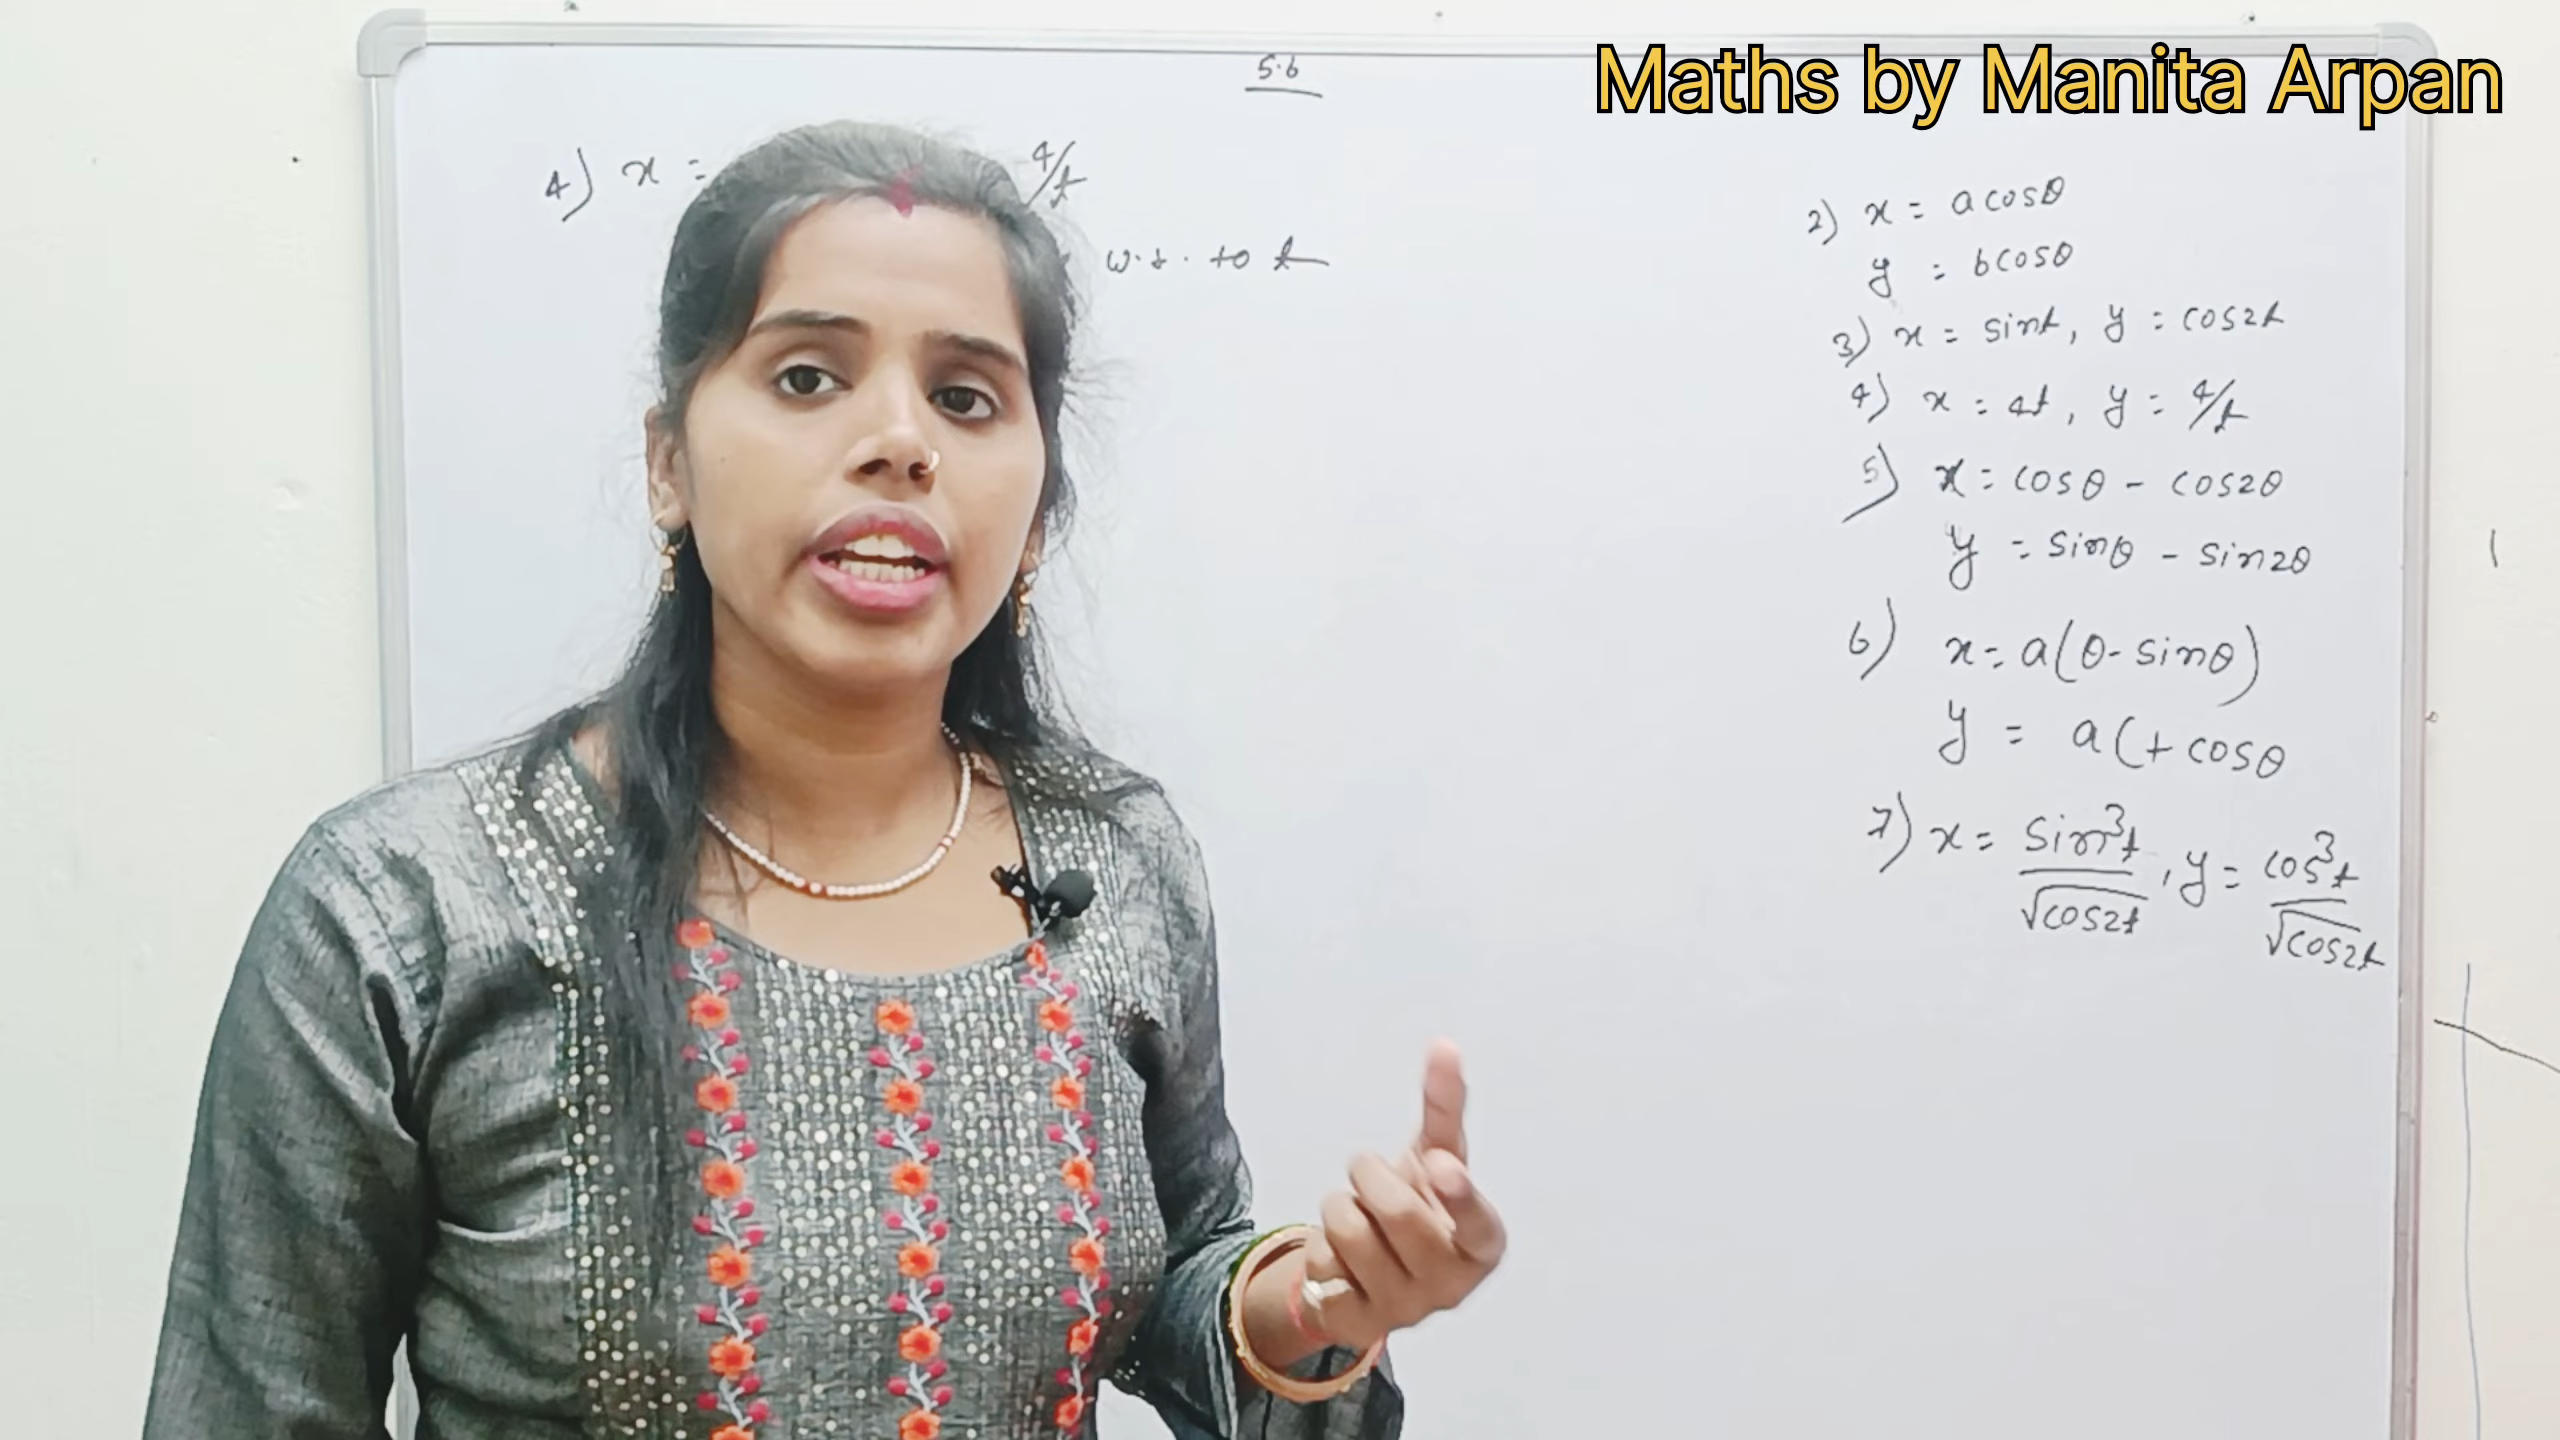 Maths by Manita Arpan
5.6
4) x = 4/t
w.r. to t
2) x = a cosθ
y = b cosθ
3) x = sint, y = cos2t
4) x = 4t, y = 4/t
5) x = cosθ - cos2θ
y = sinθ - sin2θ
6) x = a(θ - sinθ)
y = a(+ cosθ
7) x = sin³t/√cos2t, y = cos³t/√cos2t